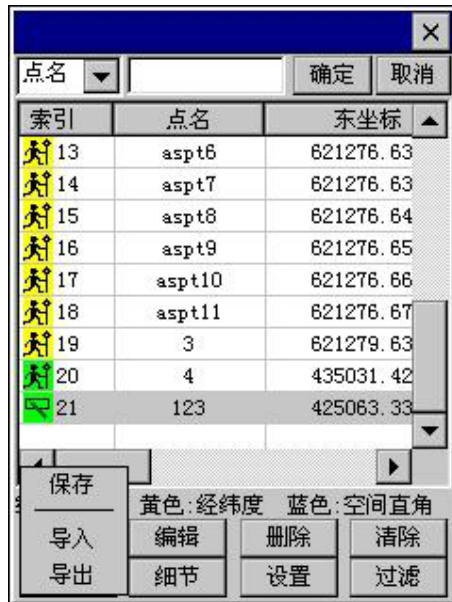 点名 确定 取消
索引 点名 东坐标
13 aspt6 621276.63
14 aspt7 621276.63
15 aspt8 621276.64
16 aspt9 621276.65
17 aspt10 621276.66
18 aspt11 621276.67
19 3 621279.63
20 4 435031.42
21 123 425063.33
保存
黄色:经纬度 蓝色:空间直角
导入 编辑 删除 清除
导出 细节 设置 过滤